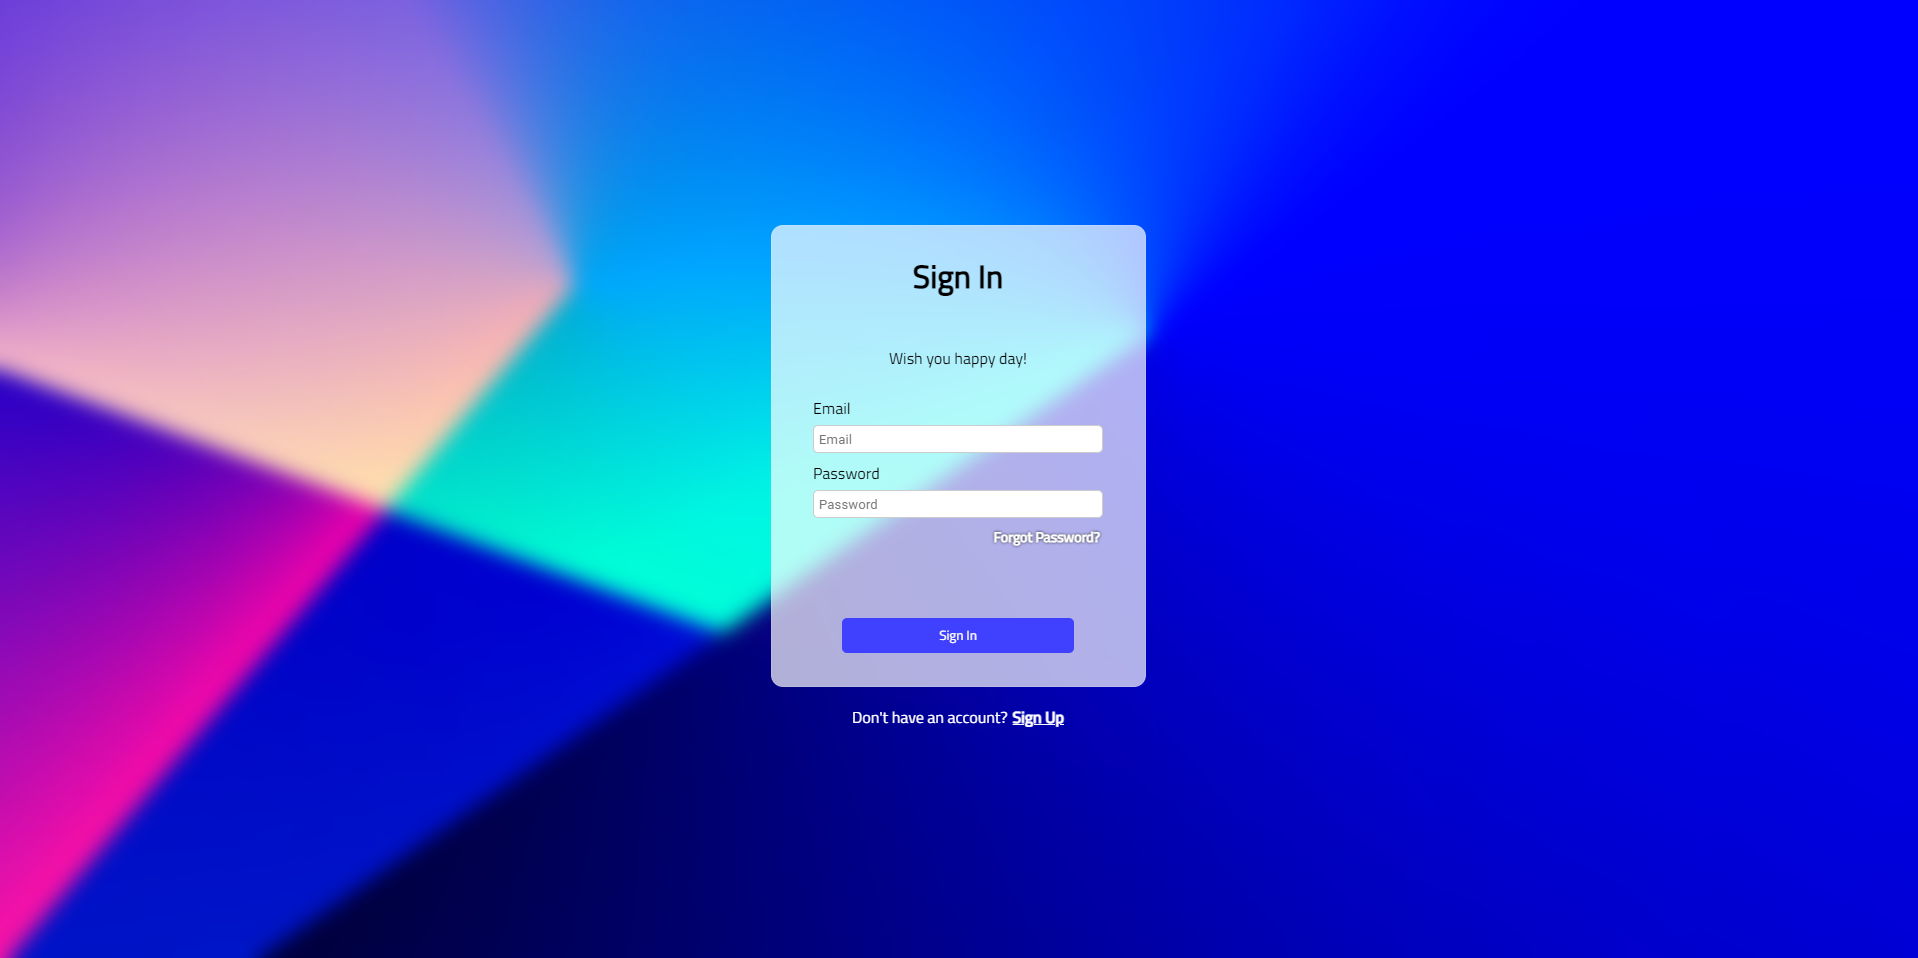 Sign In
Wish you happy day!
Email
Email
Password
Password
Forgot Password?
Sign In
Don't have an account? Sign Up